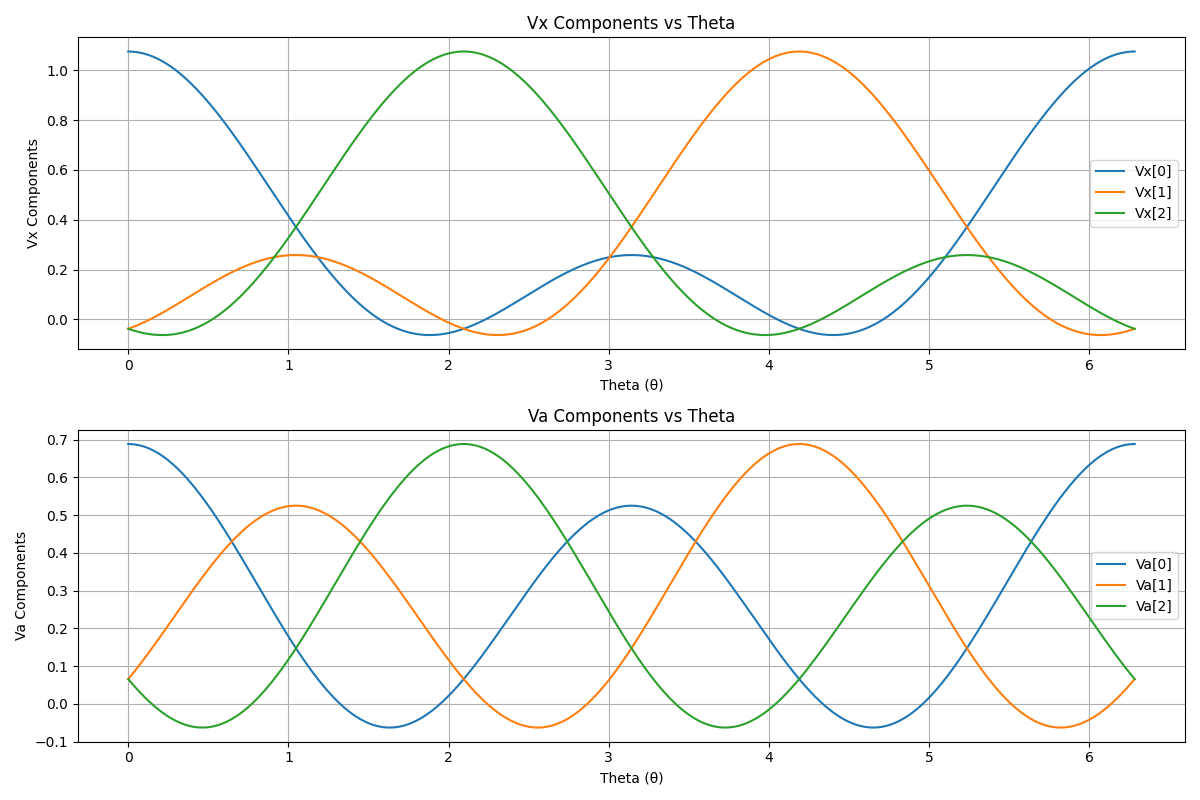 Vx Components vs Theta
Vx Components
1.0
0.8
0.6
0.4
0.2
0.0
Vx[0]
Vx[1]
Vx[2]
0 1 2 3 4 5 6
Theta (θ)
Va Components vs Theta
Va Components
0.7
0.6
0.5
0.4
0.3
0.2
0.1
0.0
−0.1
Va[0]
Va[1]
Va[2]
0 1 2 3 4 5 6
Theta (θ)